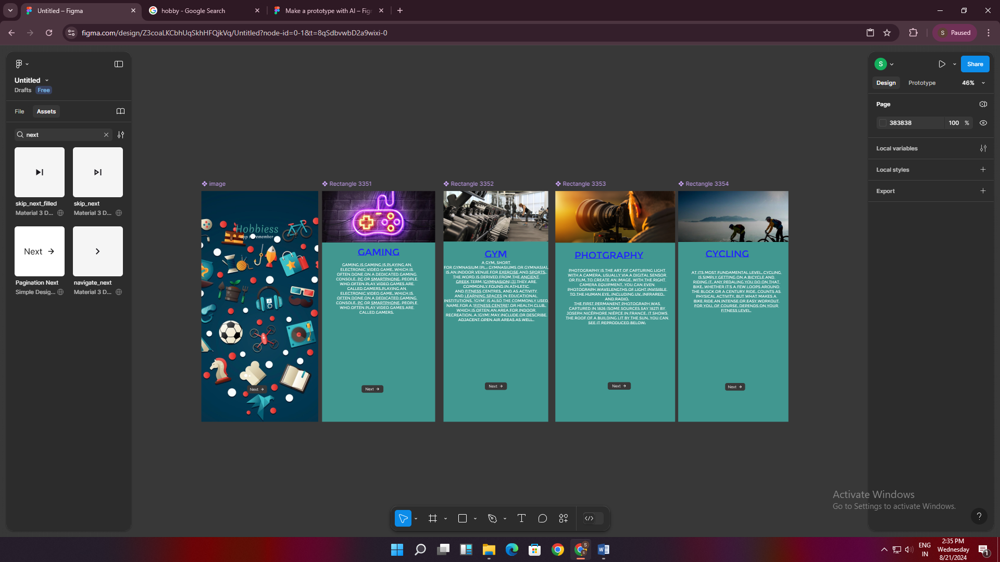 Untitled – Figma
hobby - Google Search
Make a prototype with AI – Fig
figma.com/design/Z3coaLKCbhUqSkhHFQjkVq/Untitled?node-id=0-1&t=8qSdbvwbD2a9wixi-0
S Paused
Untitled
Drafts Free
File Assets
next
skip_next_filled
Material 3 D...
skip_next
Material 3 D...
Next →
Pagination Next
Simple Desig...
navigate_next
Material 3 D...
image
Hobbiess
app
Next →
Rectangle 3351
GAMING
GAMING IS GAMING IS PLAYING AN
ELECTRONIC VIDEO GAME, WHICH IS
OFTEN DONE ON A DEDICATED GAMING
CONSOLE, PC OR SMARTPHONE. PEOPLE
WHO OFTEN PLAY VIDEO GAMES ARE
CALLED GAMERS.PLAYING AN
ELECTRONIC VIDEO GAME, WHICH IS
OFTEN DONE ON A DEDICATED GAMING
CONSOLE, PC OR SMARTPHONE. PEOPLE
WHO OFTEN PLAY VIDEO GAMES ARE
CALLED GAMERS.
Next →
Rectangle 3352
GYM
A GYM, SHORT
FOR GYMNASIUM (PL.: GYMNASIUMS OR GYMNASIA),
IS AN INDOOR VENUE FOR EXERCISE AND SPORTS.
THE WORD IS DERIVED FROM THE ANCIENT
GREEK TERM "GYMNASION".[1] THEY ARE
COMMONLY FOUND IN ATHLETIC
AND FITNESS CENTRES, AND AS ACTIVITY
AND LEARNING SPACES IN EDUCATIONAL
INSTITUTIONS. "GYM" IS ALSO THE COMMONLY USED
NAME FOR A "FITNESS CENTRE" OR HEALTH CLUB,
WHICH IS OFTEN AN AREA FOR INDOOR
RECREATION. A "GYM" MAY INCLUDE OR DESCRIBE
ADJACENT OPEN AIR AREAS AS WELL.
Next →
Rectangle 3353
PHOTGRAPHY
PHOTOGRAPHY IS THE ART OF CAPTURING LIGHT
WITH A CAMERA, USUALLY VIA A DIGITAL SENSOR
OR FILM, TO CREATE AN IMAGE. WITH THE RIGHT
CAMERA EQUIPMENT, YOU CAN EVEN
PHOTOGRAPH WAVELENGTHS OF LIGHT INVISIBLE
TO THE HUMAN EYE, INCLUDING UV, INFRARED,
AND RADIO.
THE FIRST PERMANENT PHOTOGRAPH WAS
CAPTURED IN 1826 (SOME SOURCES SAY 1827) BY
JOSEPH NICÉPHORE NIÉPCE IN FRANCE. IT SHOWS
THE ROOF OF A BUILDING LIT BY THE SUN. YOU CAN
SEE IT REPRODUCED BELOW:
Next →
Rectangle 3354
CYCLING
AT ITS MOST FUNDAMENTAL LEVEL, CYCLING
IS SIMPLY GETTING ON A BICYCLE AND
RIDING IT. ANY PEDALING YOU DO ON THAT
BIKE, WHETHER IT'S A FEW LOOPS AROUND
THE BLOCK OR A CENTURY RIDE, COUNTS AS
PHYSICAL ACTIVITY. BUT WHAT MAKES A
BIKE RIDE AN INTENSE OR EASY WORKOUT
FOR YOU, OF COURSE, DEPENDS ON YOUR
FITNESS LEVEL.
Next →
S
Share
Design Prototype 46%
Page
383838 100 %
Local variables
Local styles
Export
Activate Windows
Go to Settings to activate Windows.
?
ENG
IN
2:35 PM
Wednesday
8/21/2024
1